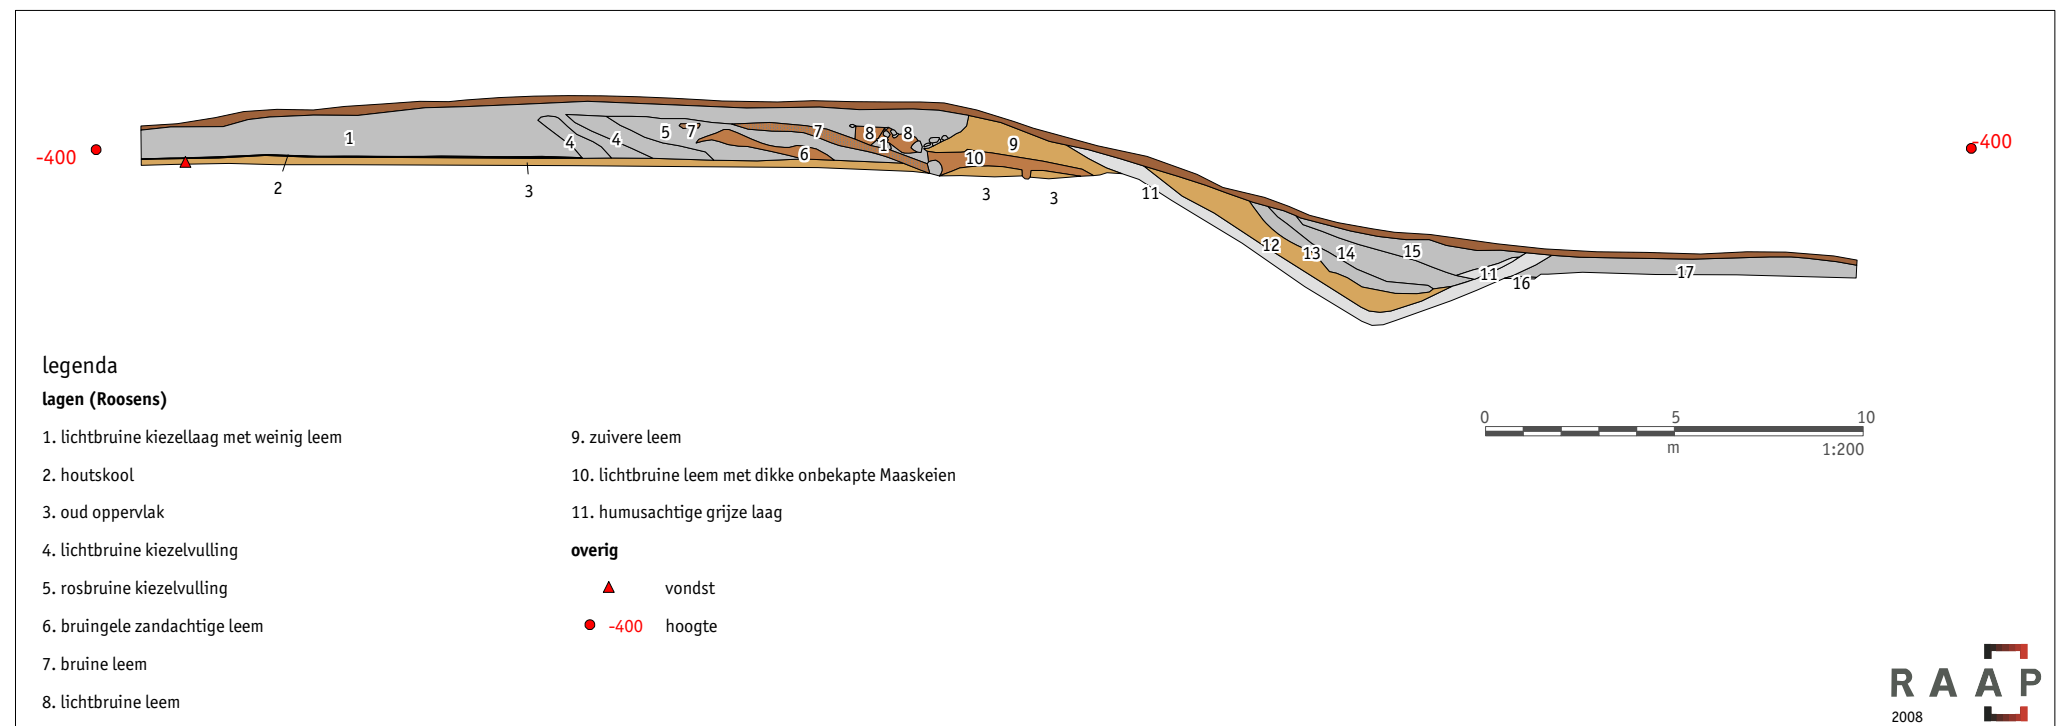 1
2
3
4
4
5
7
6
7
8
1
8
9
10
3
3
11
12
13
14
15
11
16
17
-400
-400
legenda
lagen (Roosens)
1. lichtbruine kiezellaag met weinig leem
2. houtskool
3. oud oppervlak
4. lichtbruine kiezelvulling
5. rosbruine kiezelvulling
6. bruingele zandachtige leem
7. bruine leem
8. lichtbruine leem
9. zuivere leem
10. lichtbruine leem met dikke onbekapte Maaskeien
11. humusachtige grijze laag
overig
vondst
-400 hoogte
0 5 10
m 1:200
RAAP
2008